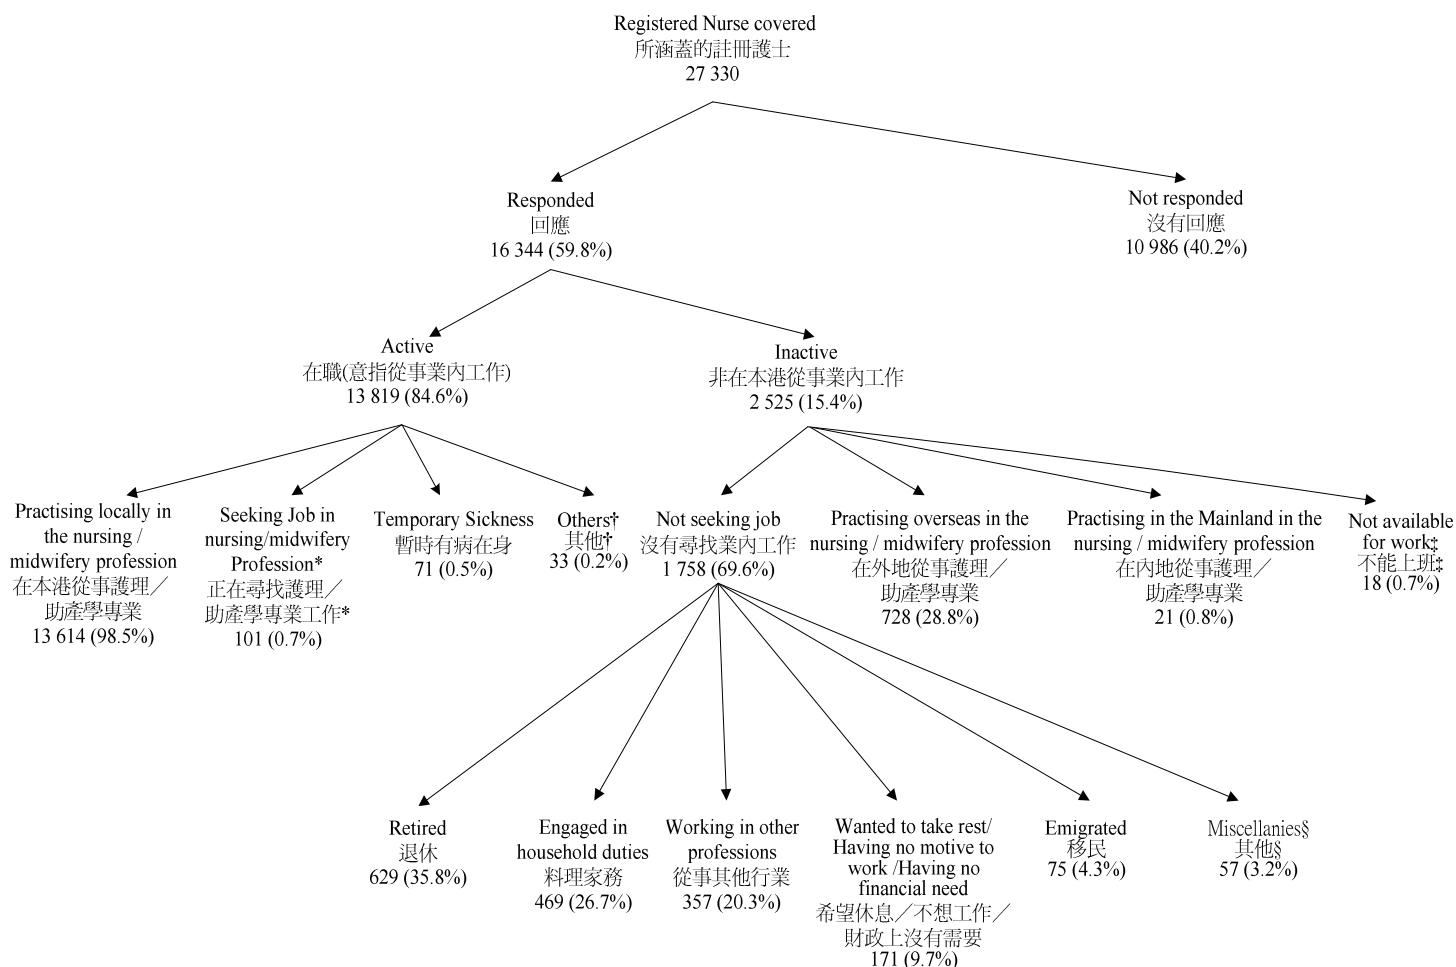 Registered Nurse covered
所涵蓋的註冊護士
27 330
Responded
回應
16 344 (59.8%)
Not responded
沒有回應
10 986 (40.2%)
Active
在職(意指從事業內工作)
13 819 (84.6%)
Inactive
非在本港從事業內工作
2 525 (15.4%)
Practising locally in
the nursing /
midwifery profession
在本港從事護理／
助產學專業
13 614 (98.5%)
Seeking Job in
nursing/midwifery
Profession*
正在尋找護理／
助產學專業工作*
101 (0.7%)
Temporary Sickness
暫時有病在身
71 (0.5%)
Others†
其他†
33 (0.2%)
Not seeking job
沒有尋找業內工作
1 758 (69.6%)
Practising overseas in the
nursing / midwifery profession
在外地從事護理／
助產學專業
728 (28.8%)
Practising in the Mainland in the
nursing / midwifery profession
在內地從事護理／
助產學專業
21 (0.8%)
Not available
for work‡
不能上班‡
18 (0.7%)
Retired
退休
629 (35.8%)
Engaged in
household duties
料理家務
469 (26.7%)
Working in other
professions
從事其他行業
357 (20.3%)
Wanted to take rest/
Having no motive to
work /Having no
financial need
希望休息／不想工作／
財政上沒有需要
171 (9.7%)
Emigrated
移民
75 (4.3%)
Miscellanies§
其他§
57 (3.2%)